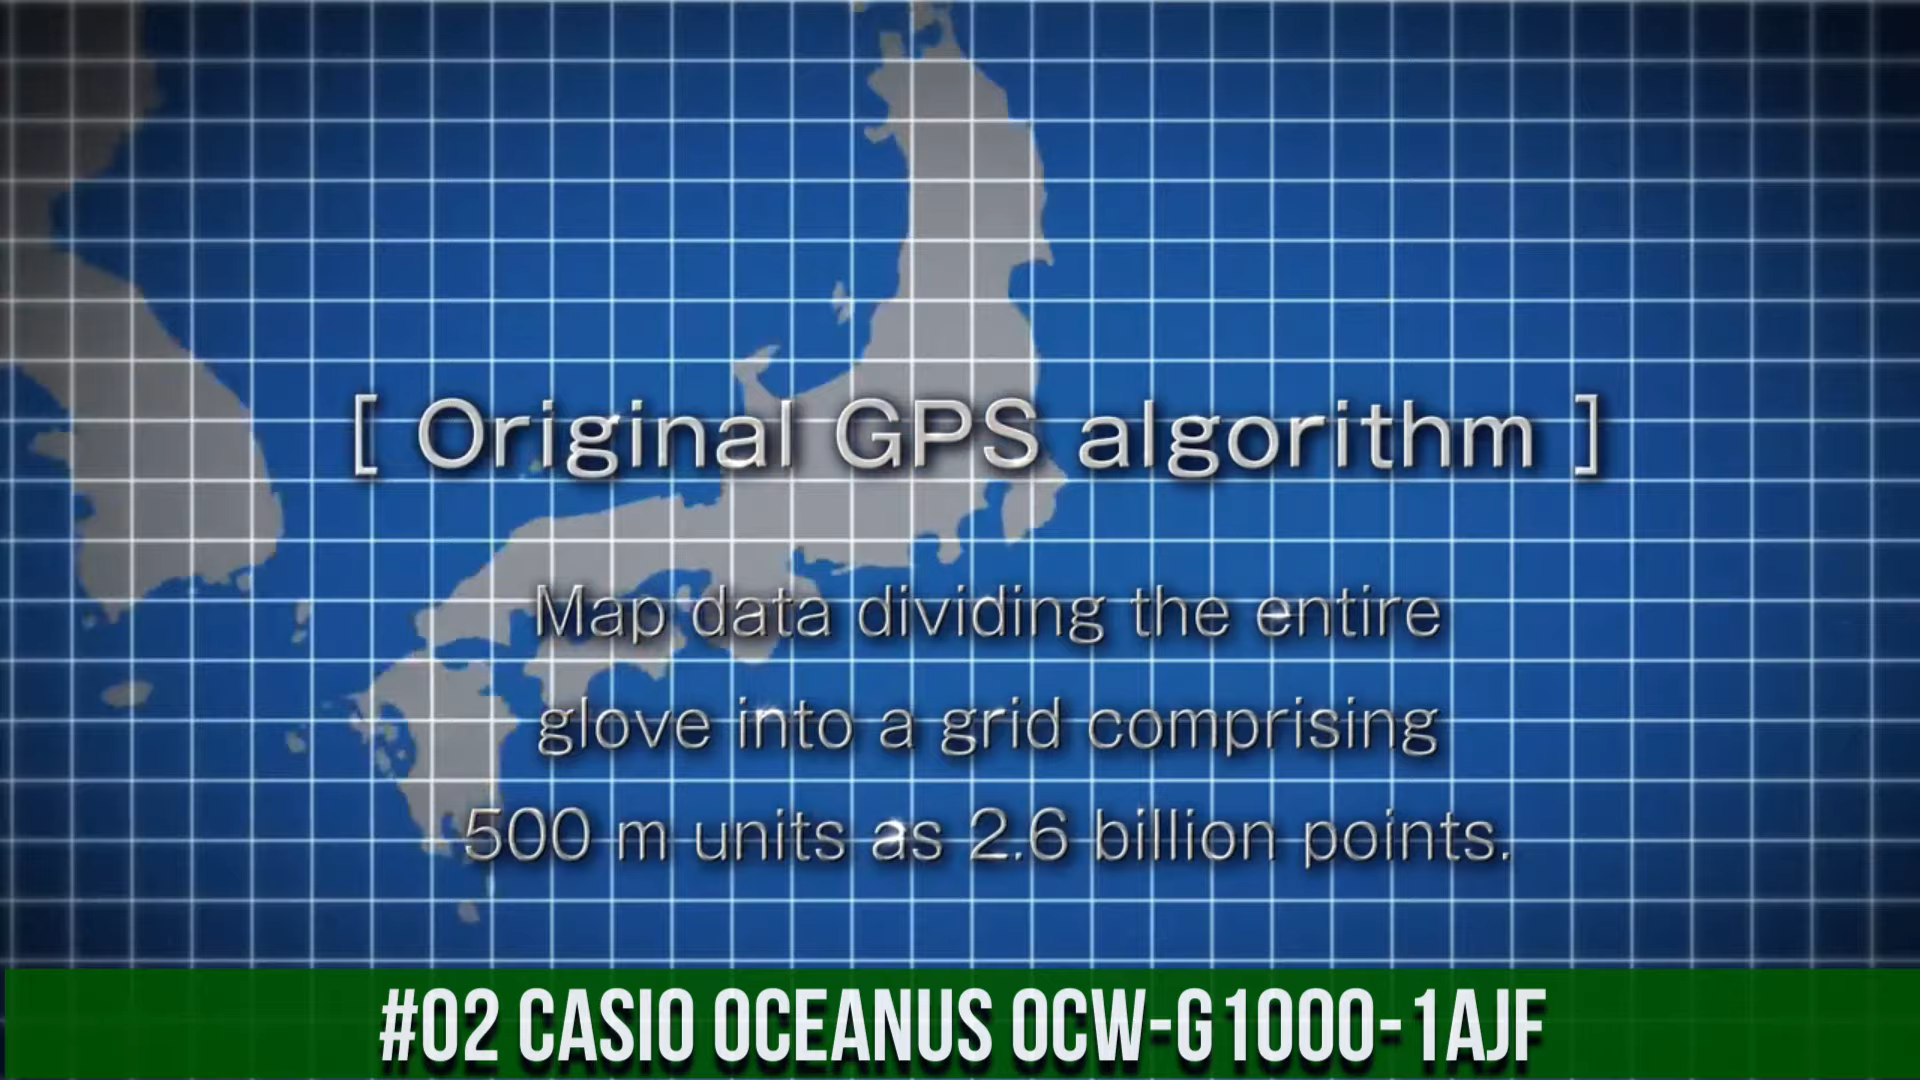 [ Original GPS algorithm ]
Map data dividing the entire
glove into a grid comprising
500 m units as 2.6 billion points.
#02 CASIO OCEANUS OCW-G1000-1AJF